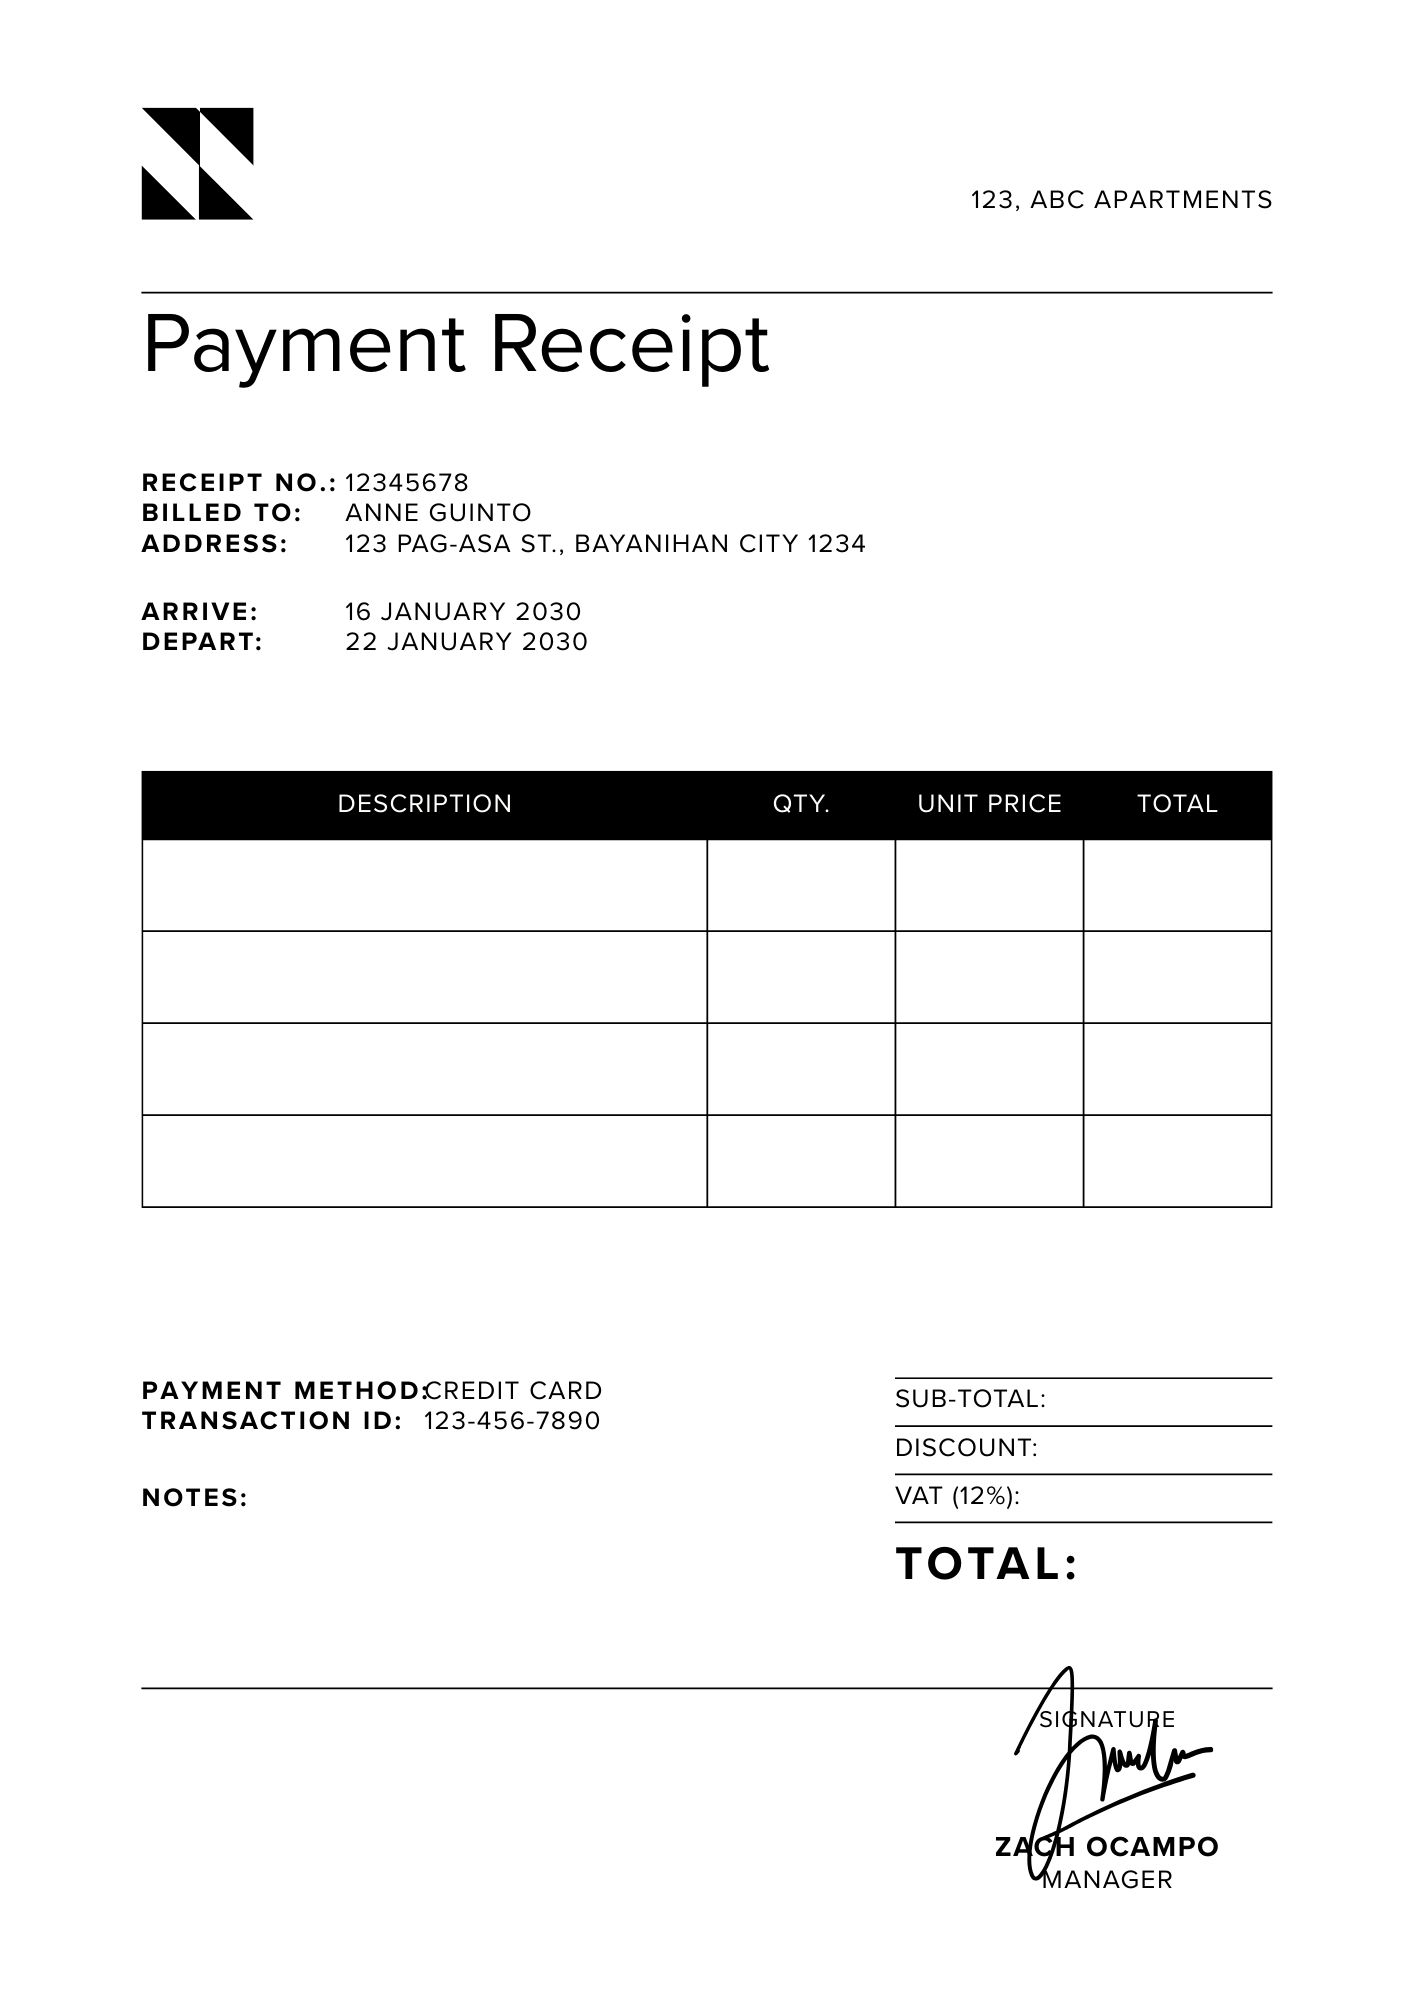 123, ABC APARTMENTS
Payment Receipt
RECEIPT NO.: 12345678
BILLED TO: ANNE GUINTO
ADDRESS: 123 PAG-ASA ST., BAYANIHAN CITY 1234
ARRIVE: 16 JANUARY 2030
DEPART: 22 JANUARY 2030
DESCRIPTION QTY. UNIT PRICE TOTAL
PAYMENT METHOD: CREDIT CARD
TRANSACTION ID: 123-456-7890
NOTES:
SUB-TOTAL:
DISCOUNT:
VAT (12%):
TOTAL:
SIGNATURE
ZACH OCAMPO
MANAGER